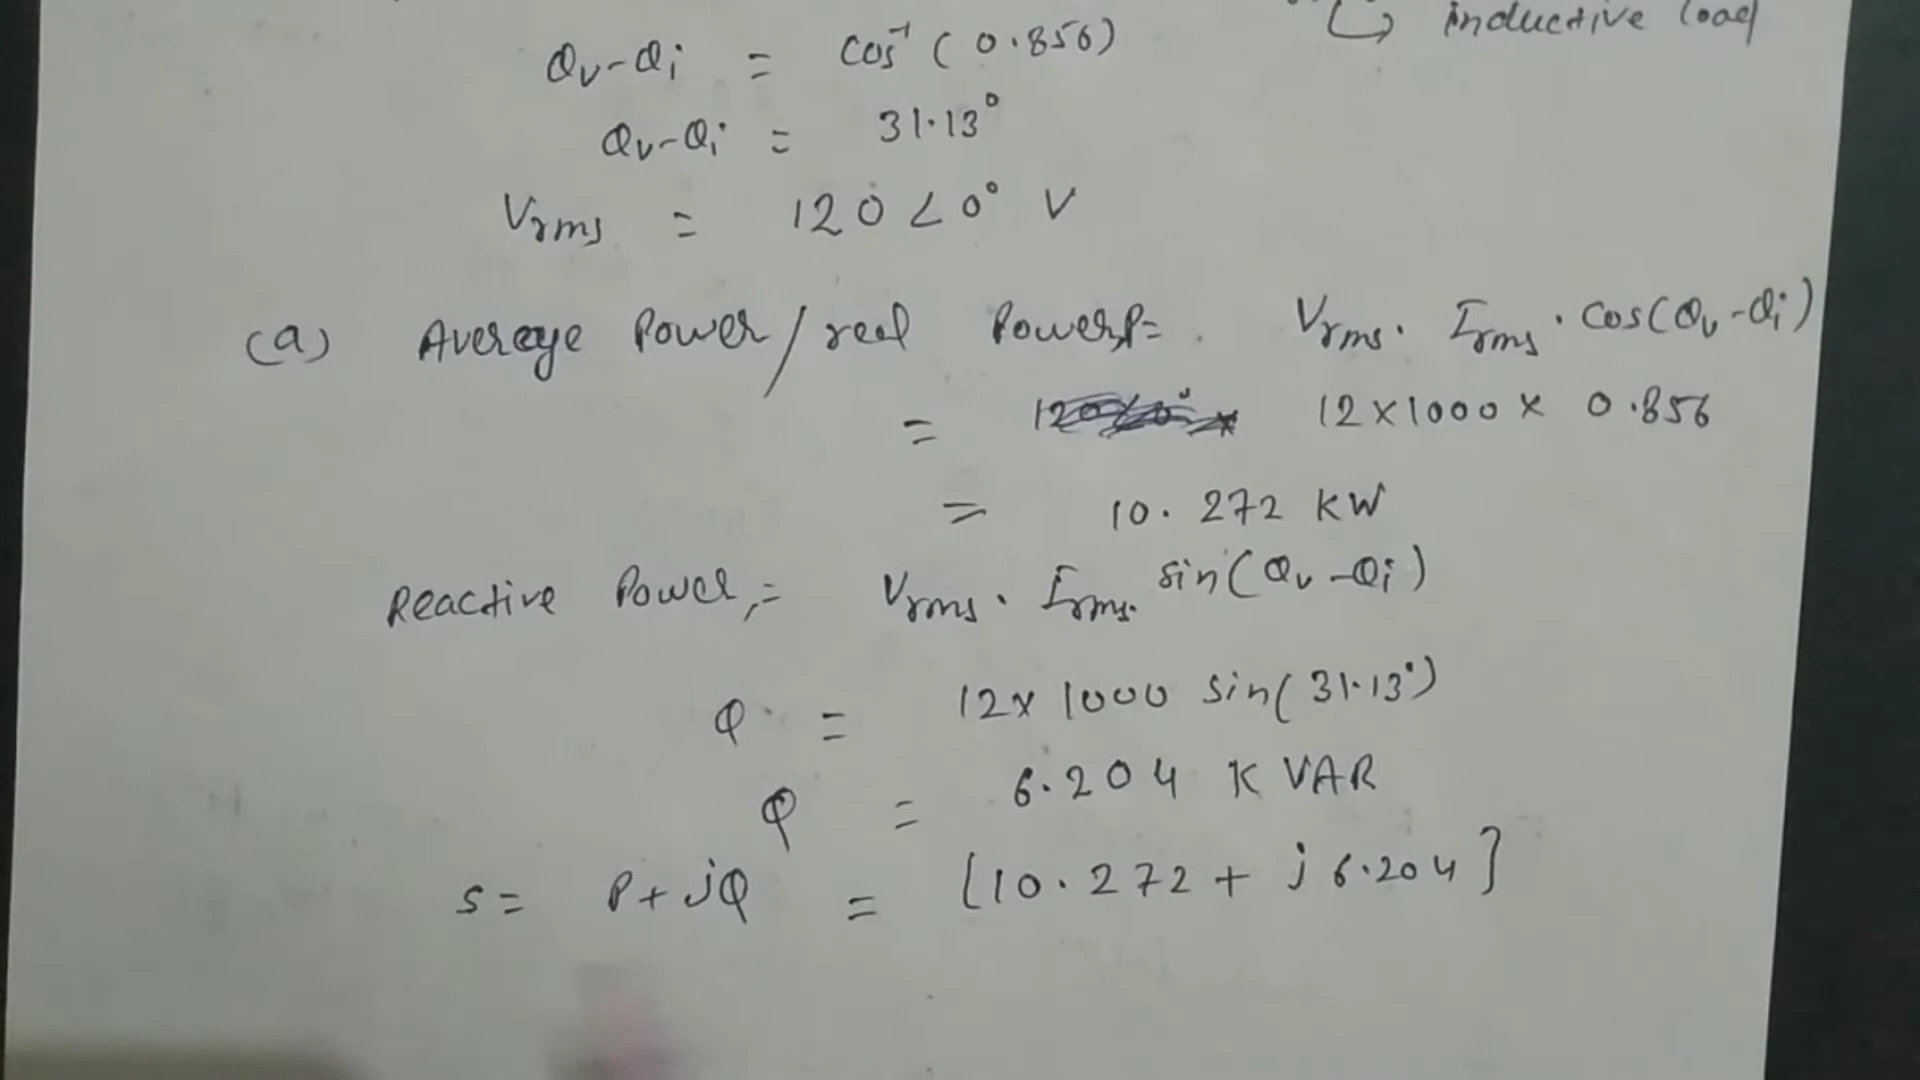 ↳ inductive load
θv-θi = cos⁻¹ (0.856)
θv-θi = 31.13°
Vrms = 120 ∠ 0° V
(a) Average Power/real Power P= Vrms. Irms . cos(θv-θi)
= 12×1000 × 0.856
= 10.272 KW
Reactive Power, = Vrms. Irms. sin(θv-θi)
Q = 12× 1000 sin(31.13°)
Q = 6.204 K VAR
S= P+jQ = [10.272 + j 6.204]